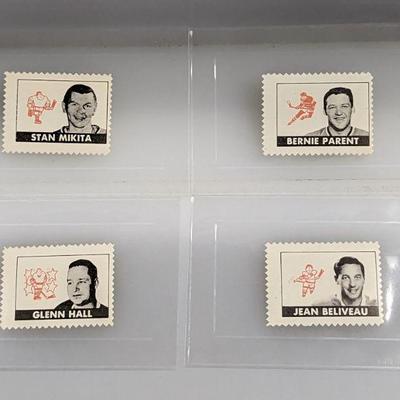 STAN MIKITA
BERNIE PARENT
GLENN HALL
JEAN BELIVEAU